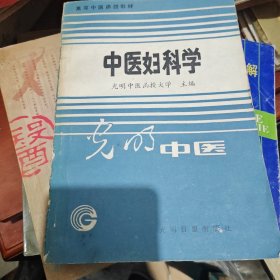 高等中医函授教材
中医妇科学
光明中医函授大学 主编
光明中医
光明日报出版社
解